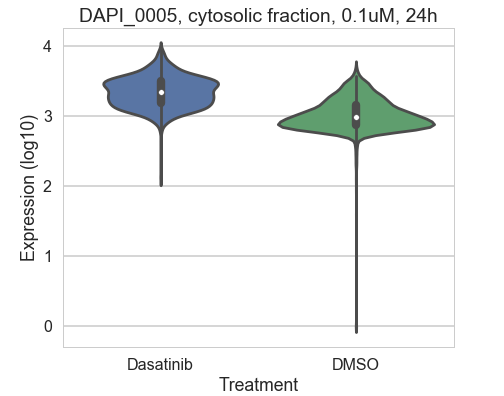 DAPI_0005, cytosolic fraction, 0.1uM, 24h
Expression (log10)
4
3
2
1
0
Dasatinib DMSO
Treatment